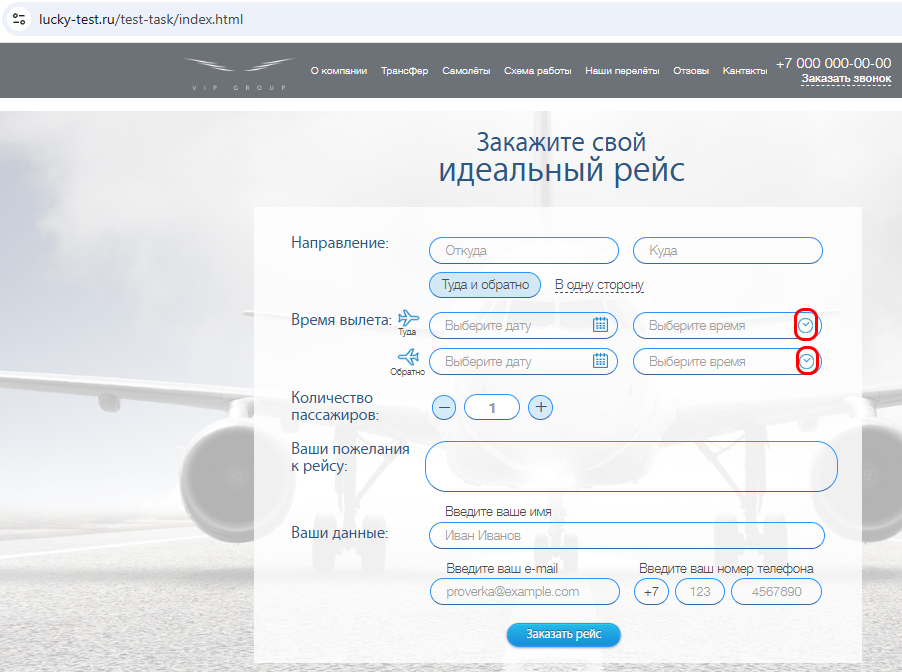 lucky-test.ru/test-task/index.html
VIP GROUP
О компании Трансфер Самолёты Схема работы Наши перелёты Отзовы Кантакты
+7 000 000-00-00
Заказать звонок
Закажите свой
идеальный рейс
Направление:
Откуда Куда
Туда и обратно В одну сторону
Время вылета: Туда Выберите дату Выберите время
Обратно Выберите дату Выберите время
Количество
пассажиров:
− 1 +
Ваши пожелания
к рейсу:
Введите ваше имя
Ваши данные: Иван Иванов
Введите ваш e-mail Введите ваш номер телефона
proverka@example.com +7 123 4567890
Заказать рейс